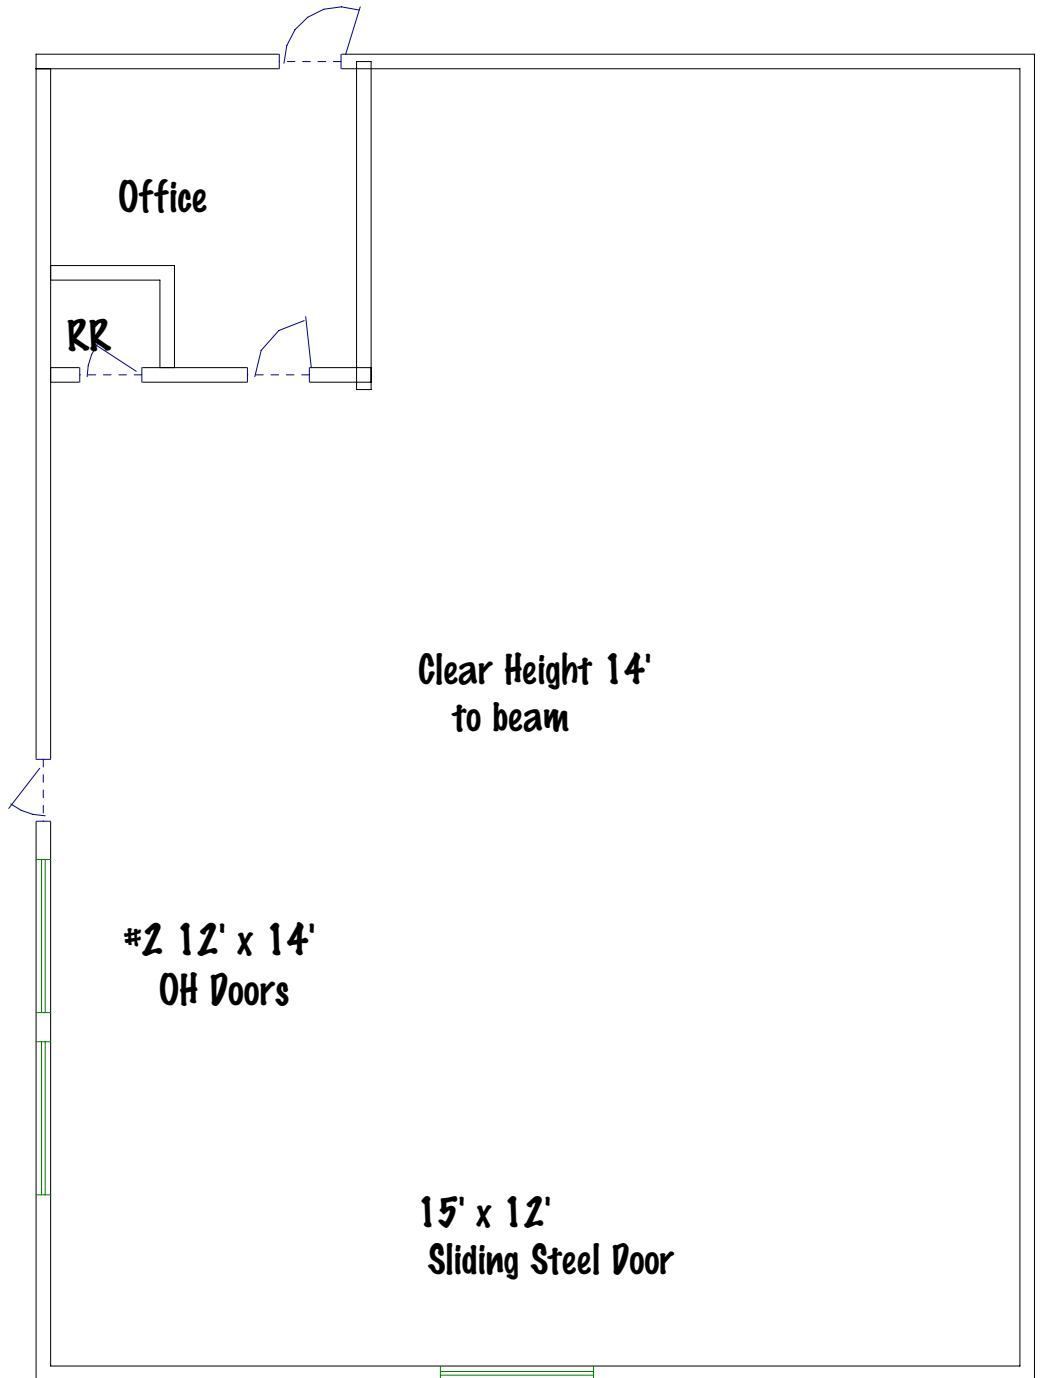 Office
RR
Clear Height 14'
to beam
#2 12' x 14'
OH Doors
15' x 12'
Sliding Steel Door